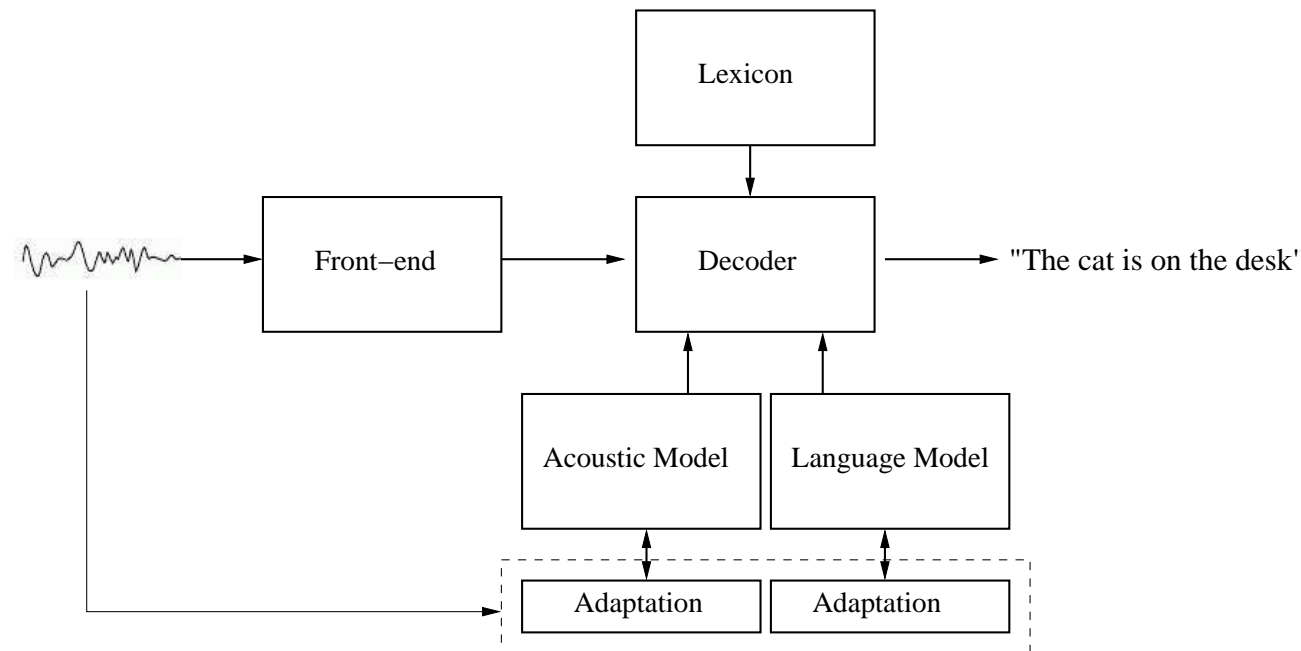 Lexicon
Front−end
Decoder
"The cat is on the desk'
Acoustic Model
Language Model
Adaptation
Adaptation